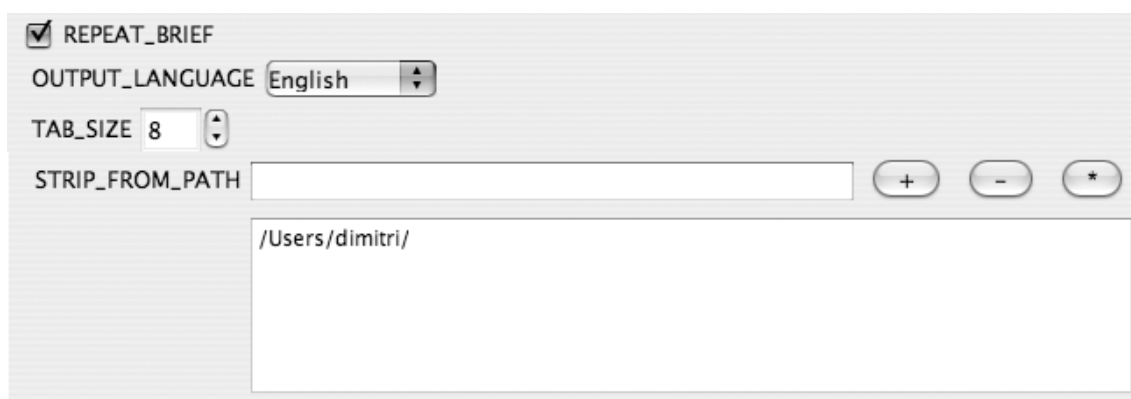 REPEAT_BRIEF
OUTPUT_LANGUAGE English
TAB_SIZE 8
STRIP_FROM_PATH + - *
/Users/dimitri/